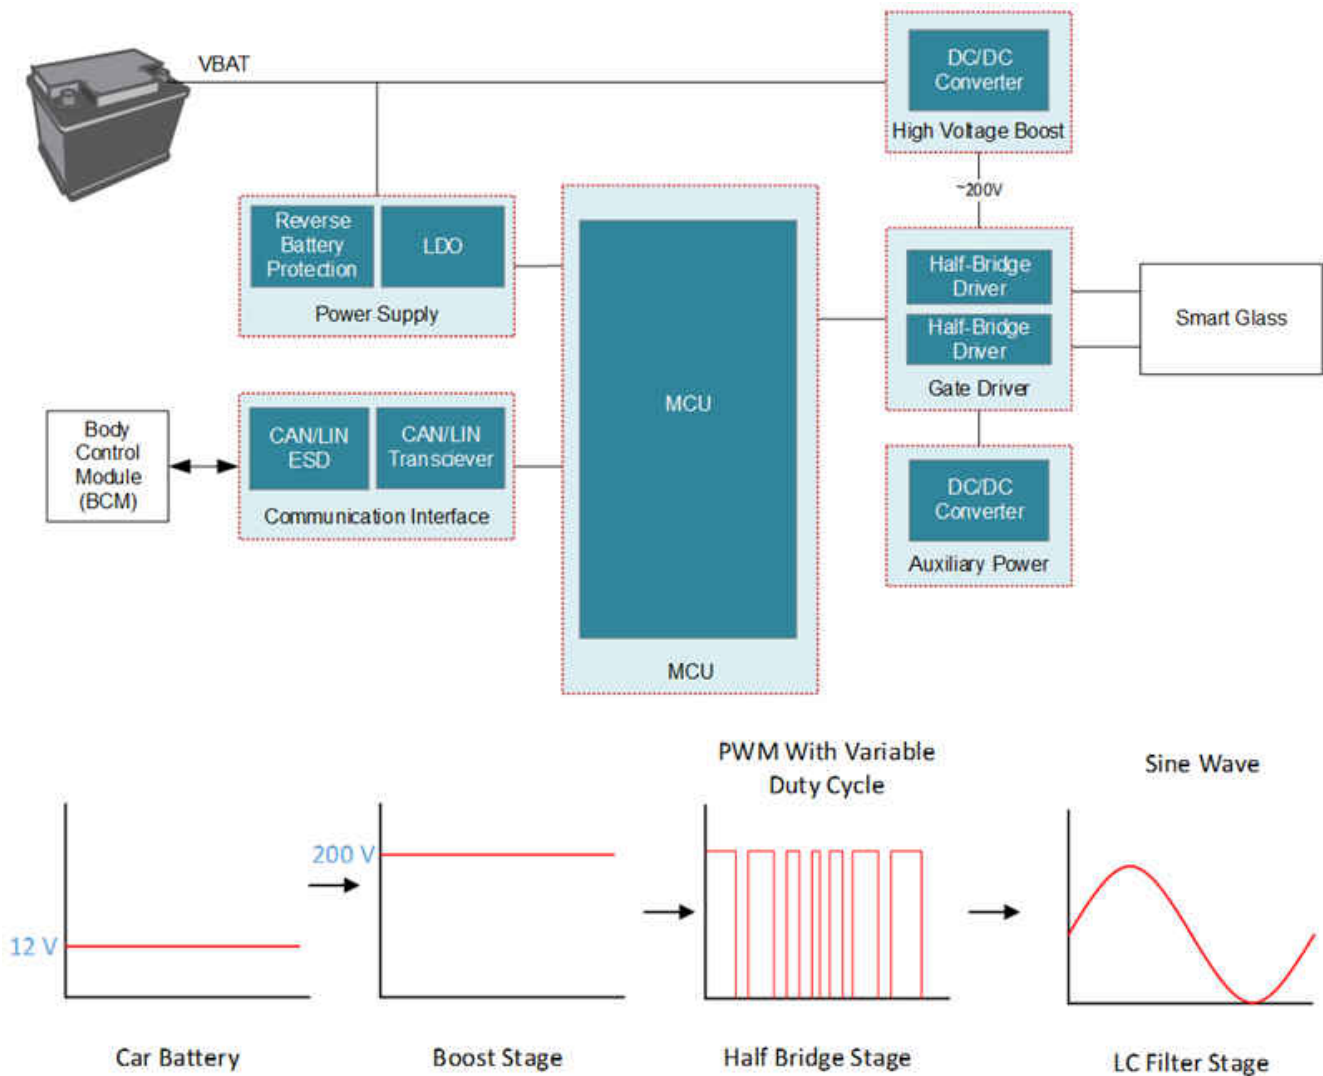 VBAT
DC/DC
Converter
High Voltage Boost
~200V
Reverse
Battery
Protection
LDO
Power Supply
Half-Bridge
Driver
Half-Bridge
Driver
Gate Driver
Smart Glass
MCU
MCU
Body
Control
Module
(BCM)
CAN/LIN
ESD
CAN/LIN
Transciever
Communication Interface
DC/DC
Converter
Auxiliary Power
PWM With Variable
Duty Cycle
Sine Wave
12 V
200 V
Car Battery
Boost Stage
Half Bridge Stage
LC Filter Stage